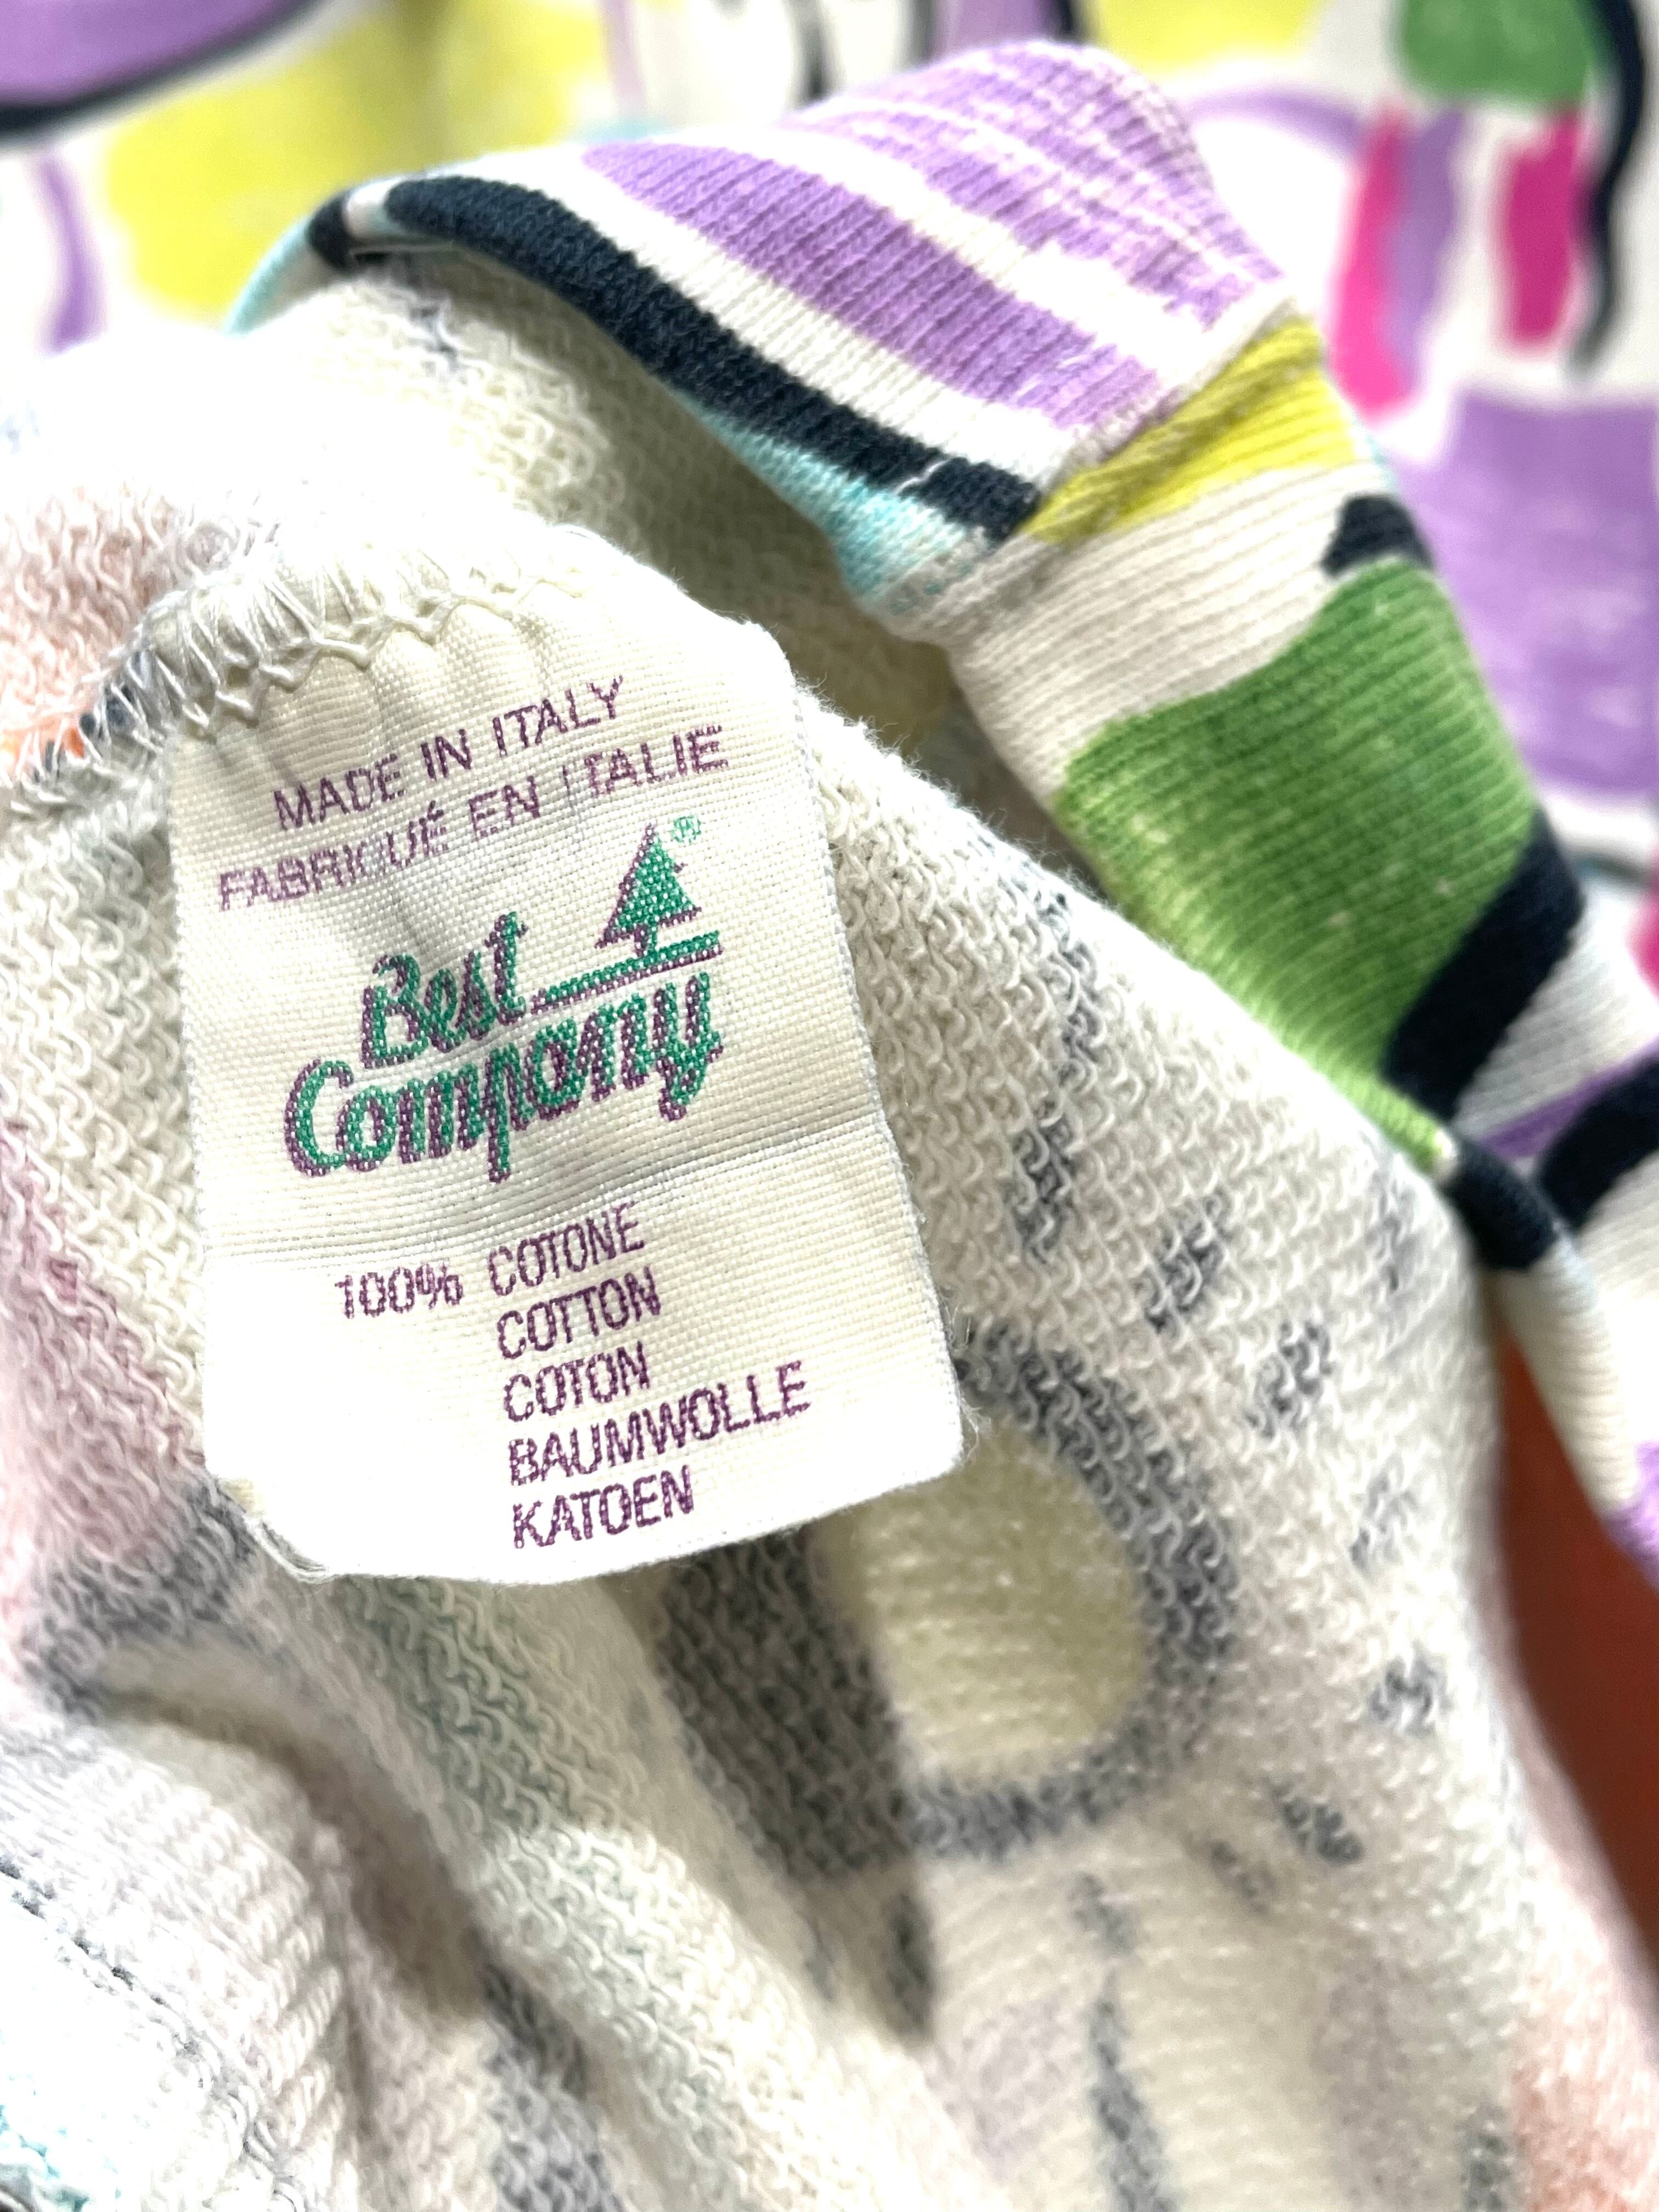 MADE IN ITALY
FABRIQUÉ EN ITALIE
®
Best
Company
100% COTONE
COTTON
COTON
BAUMWOLLE
KATOEN